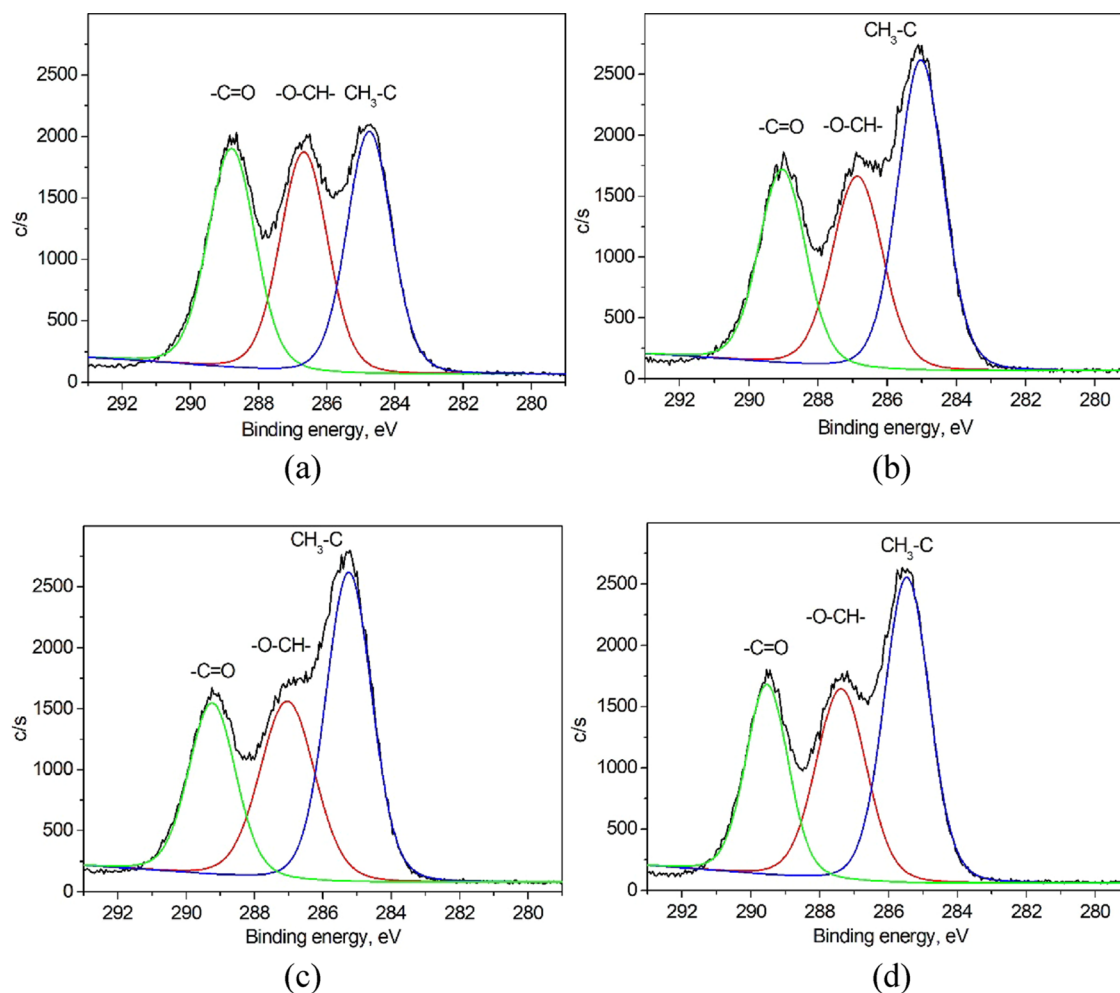 CH₃-C
-C=O -O-CH- CH₃-C
2500
2000
1500
1000
500
0
c/s
292 290 288 286 284 282 280
Binding energy, eV
(a)
CH₃-C
-C=O -O-CH-
2500
2000
1500
1000
500
0
c/s
292 290 288 286 284 282 280
Binding energy, eV
(b)
CH₃-C
-O-CH-
-C=O
2500
2000
1500
1000
500
0
c/s
292 290 288 286 284 282 280
Binding energy, eV
(c)
CH₃-C
-O-CH-
-C=O
2500
2000
1500
1000
500
0
c/s
292 290 288 286 284 282 280
Binding energy, eV
(d)